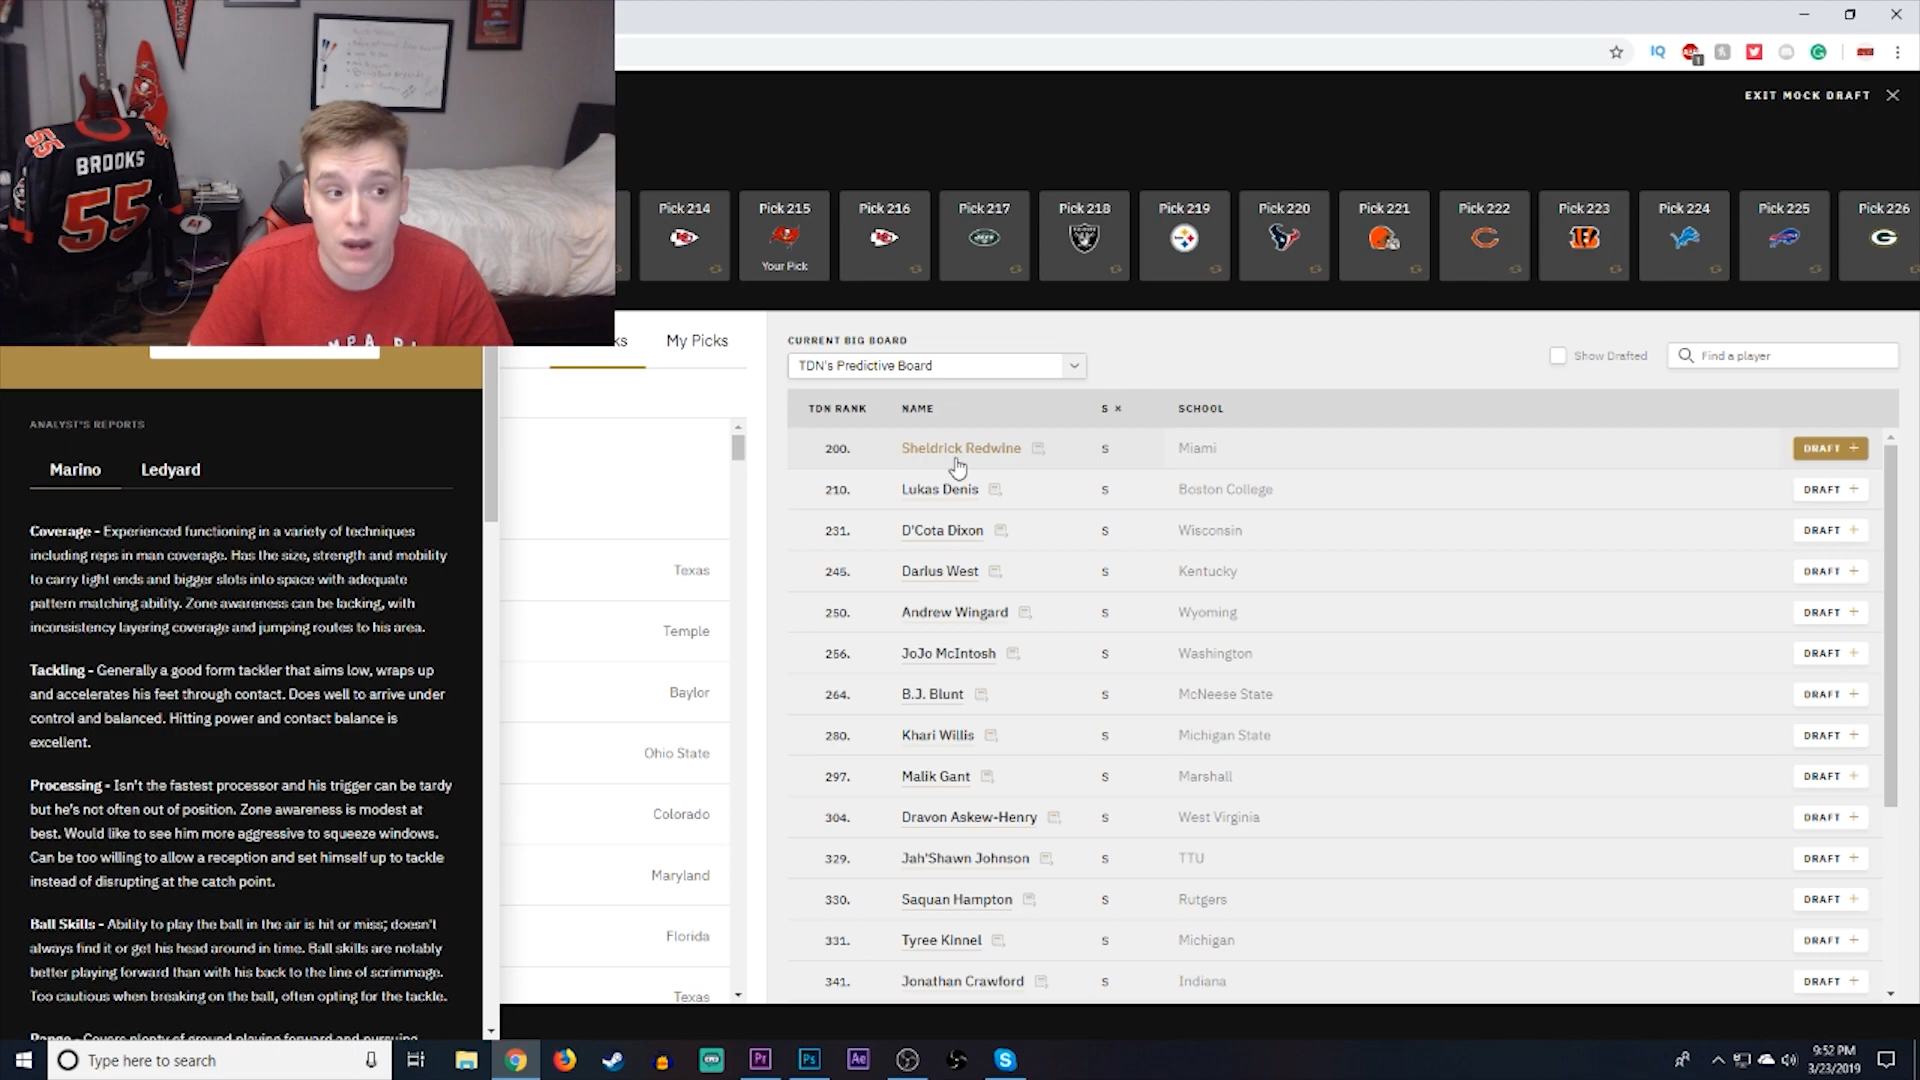 BROOKS
55
55
EXIT MOCK DRAFT
Pick 214
Pick 215
Your Pick
Pick 216
Pick 217
Pick 218
Pick 219
Pick 220
Pick 221
Pick 222
Pick 223
Pick 224
Pick 225
Pick 226
ks
My Picks
CURRENT BIG BOARD
TDN's Predictive Board
Show Drafted
Find a player
TDN RANK NAME S × SCHOOL
200. Sheldrick Redwine S Miami DRAFT +
210. Lukas Denis S Boston College DRAFT +
231. D'Cota Dixon S Wisconsin DRAFT +
245. Darius West S Kentucky DRAFT +
250. Andrew Wingard S Wyoming DRAFT +
256. JoJo McIntosh S Washington DRAFT +
264. B.J. Blunt S McNeese State DRAFT +
280. Khari Willis S Michigan State DRAFT +
297. Malik Gant S Marshall DRAFT +
304. Dravon Askew-Henry S West Virginia DRAFT +
329. Jah'Shawn Johnson S TTU DRAFT +
330. Saquan Hampton S Rutgers DRAFT +
331. Tyree Kinnel S Michigan DRAFT +
341. Jonathan Crawford S Indiana DRAFT +
Texas
Temple
Baylor
Ohio State
Colorado
Maryland
Florida
Texas
ANALYST'S REPORTS
Marino Ledyard
Coverage - Experienced functioning in a variety of techniques
including reps in man coverage. Has the size, strength and mobility
to carry tight ends and bigger slots into space with adequate
pattern matching ability. Zone awareness can be lacking, with
inconsistency layering coverage and jumping routes to his area.
Tackling - Generally a good form tackler that aims low, wraps up
and accelerates his feet through contact. Does well to arrive under
control and balanced. Hitting power and contact balance is
excellent.
Processing - Isn't the fastest processor and his trigger can be tardy
but he's not often out of position. Zone awareness is modest at
best. Would like to see him more aggressive to squeeze windows.
Can be too willing to allow a reception and set himself up to tackle
instead of disrupting at the catch point.
Ball Skills - Ability to play the ball in the air is hit or miss; doesn't
always find it or get his head around in time. Ball skills are notably
better playing forward than with his back to the line of scrimmage.
Too cautious when breaking on the ball, often opting for the tackle.
Range - Covers plenty of ground playing forward and pursuing
Type here to search
9:52 PM
3/23/2019